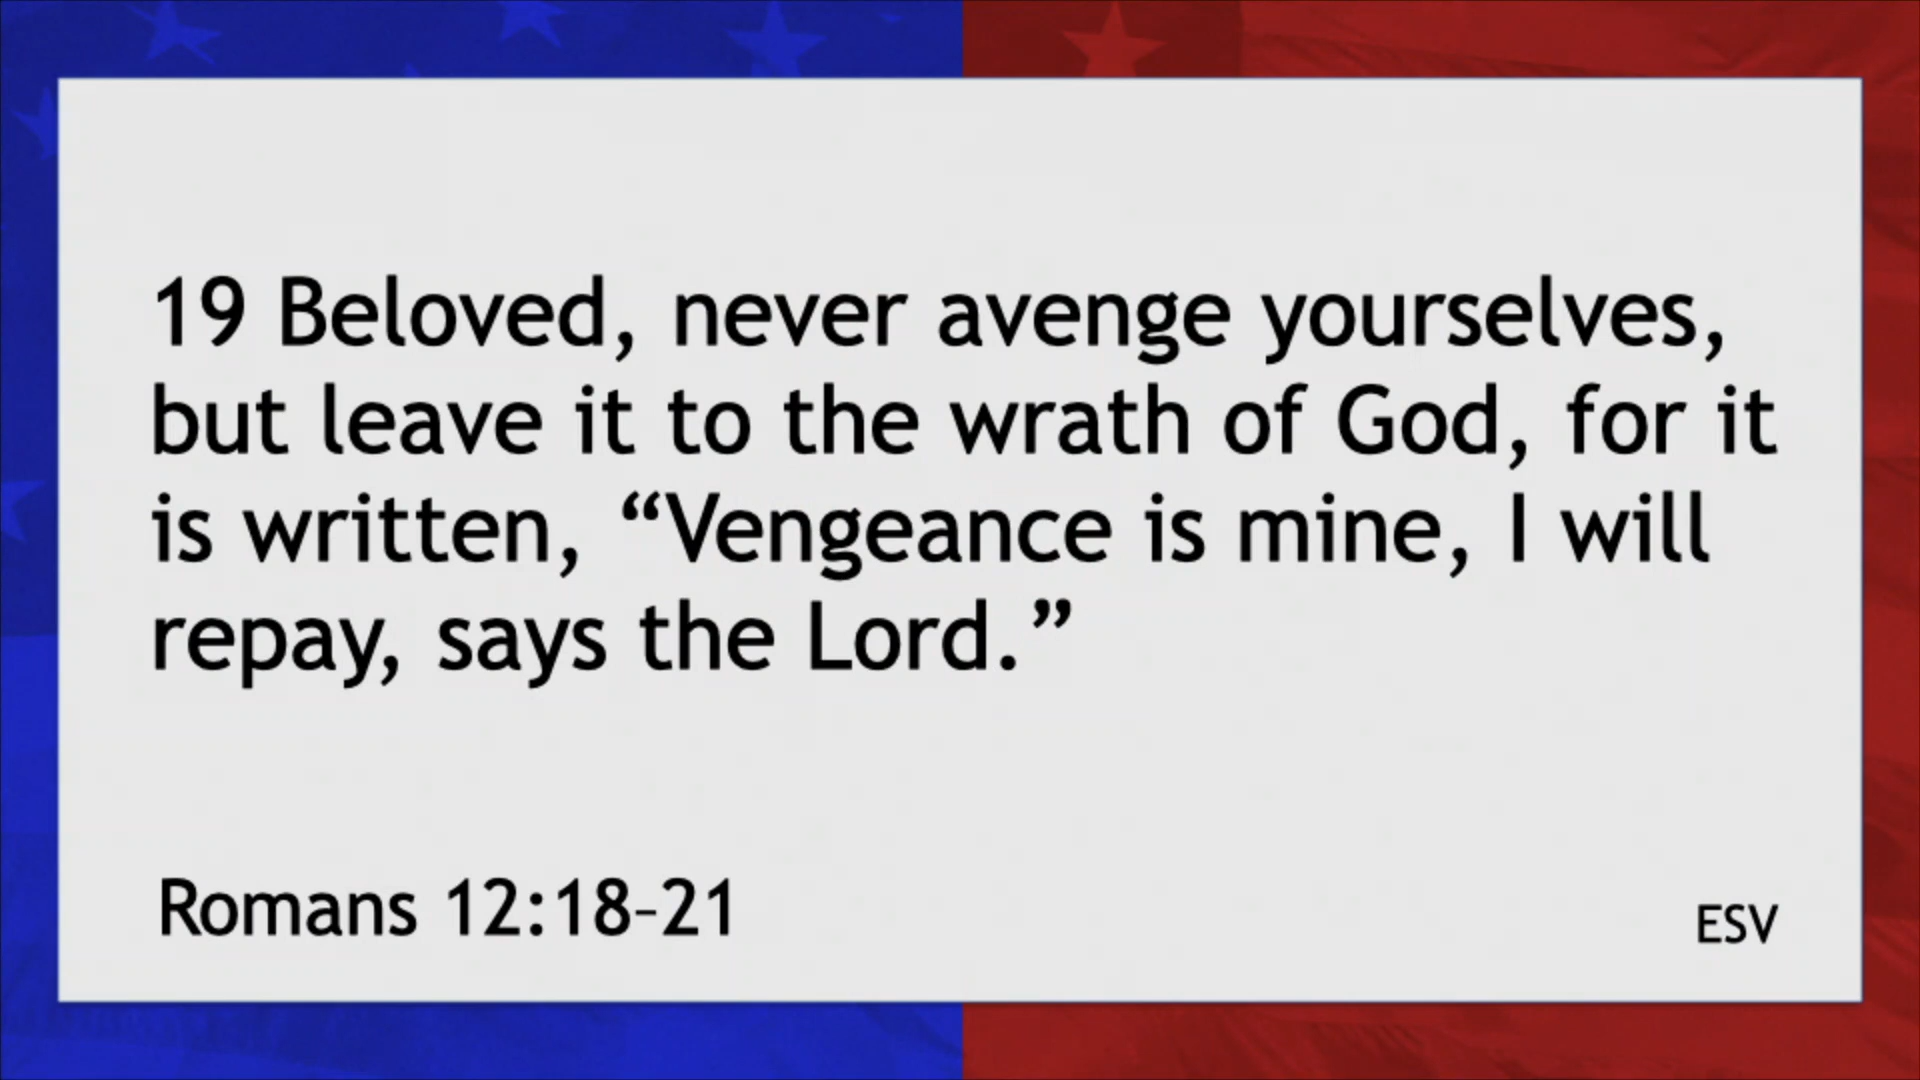 19 Beloved, never avenge yourselves,
but leave it to the wrath of God, for it
is written, “Vengeance is mine, I will
repay, says the Lord.”
Romans 12:18–21
ESV